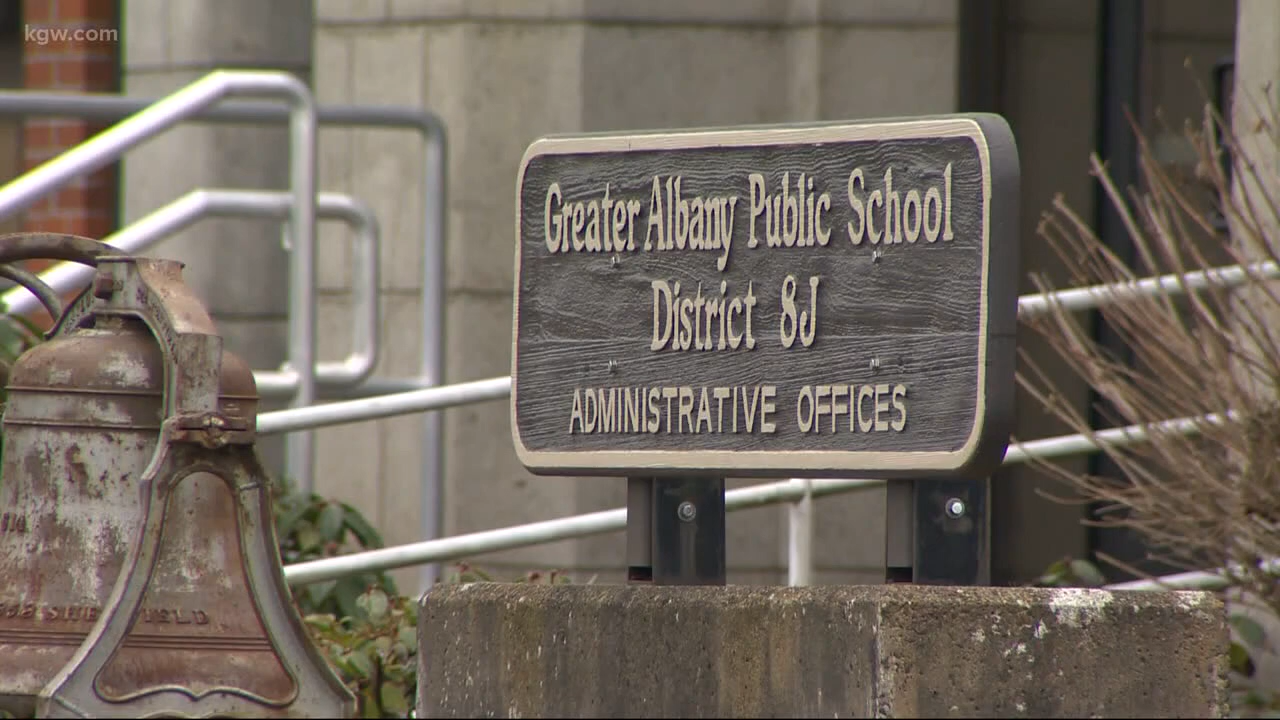 kgw.com
Greater Albany Public School
District 8J
ADMINISTRATIVE OFFICES